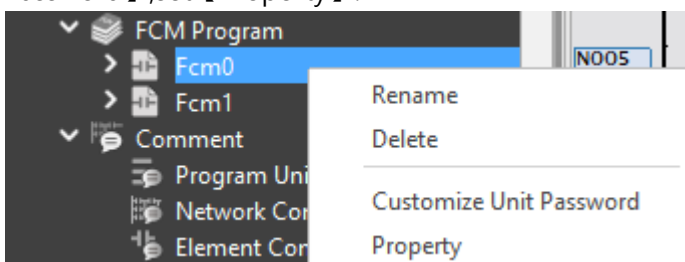 FCM Program
Fcm0
N005
Rename
Fcm1
Delete
Comment
Program Uni
Customize Unit Password
Network Cor
Element Cor
Property